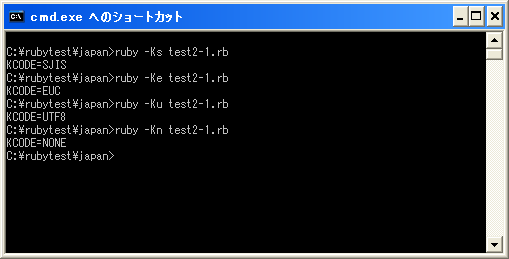 cmd.exe へのショートカット
C:¥rubytest¥japan>ruby -Ks test2-1.rb
KCODE=SJIS
C:¥rubytest¥japan>ruby -Ke test2-1.rb
KCODE=EUC
C:¥rubytest¥japan>ruby -Ku test2-1.rb
KCODE=UTF8
C:¥rubytest¥japan>ruby -Kn test2-1.rb
KCODE=NONE
C:¥rubytest¥japan>